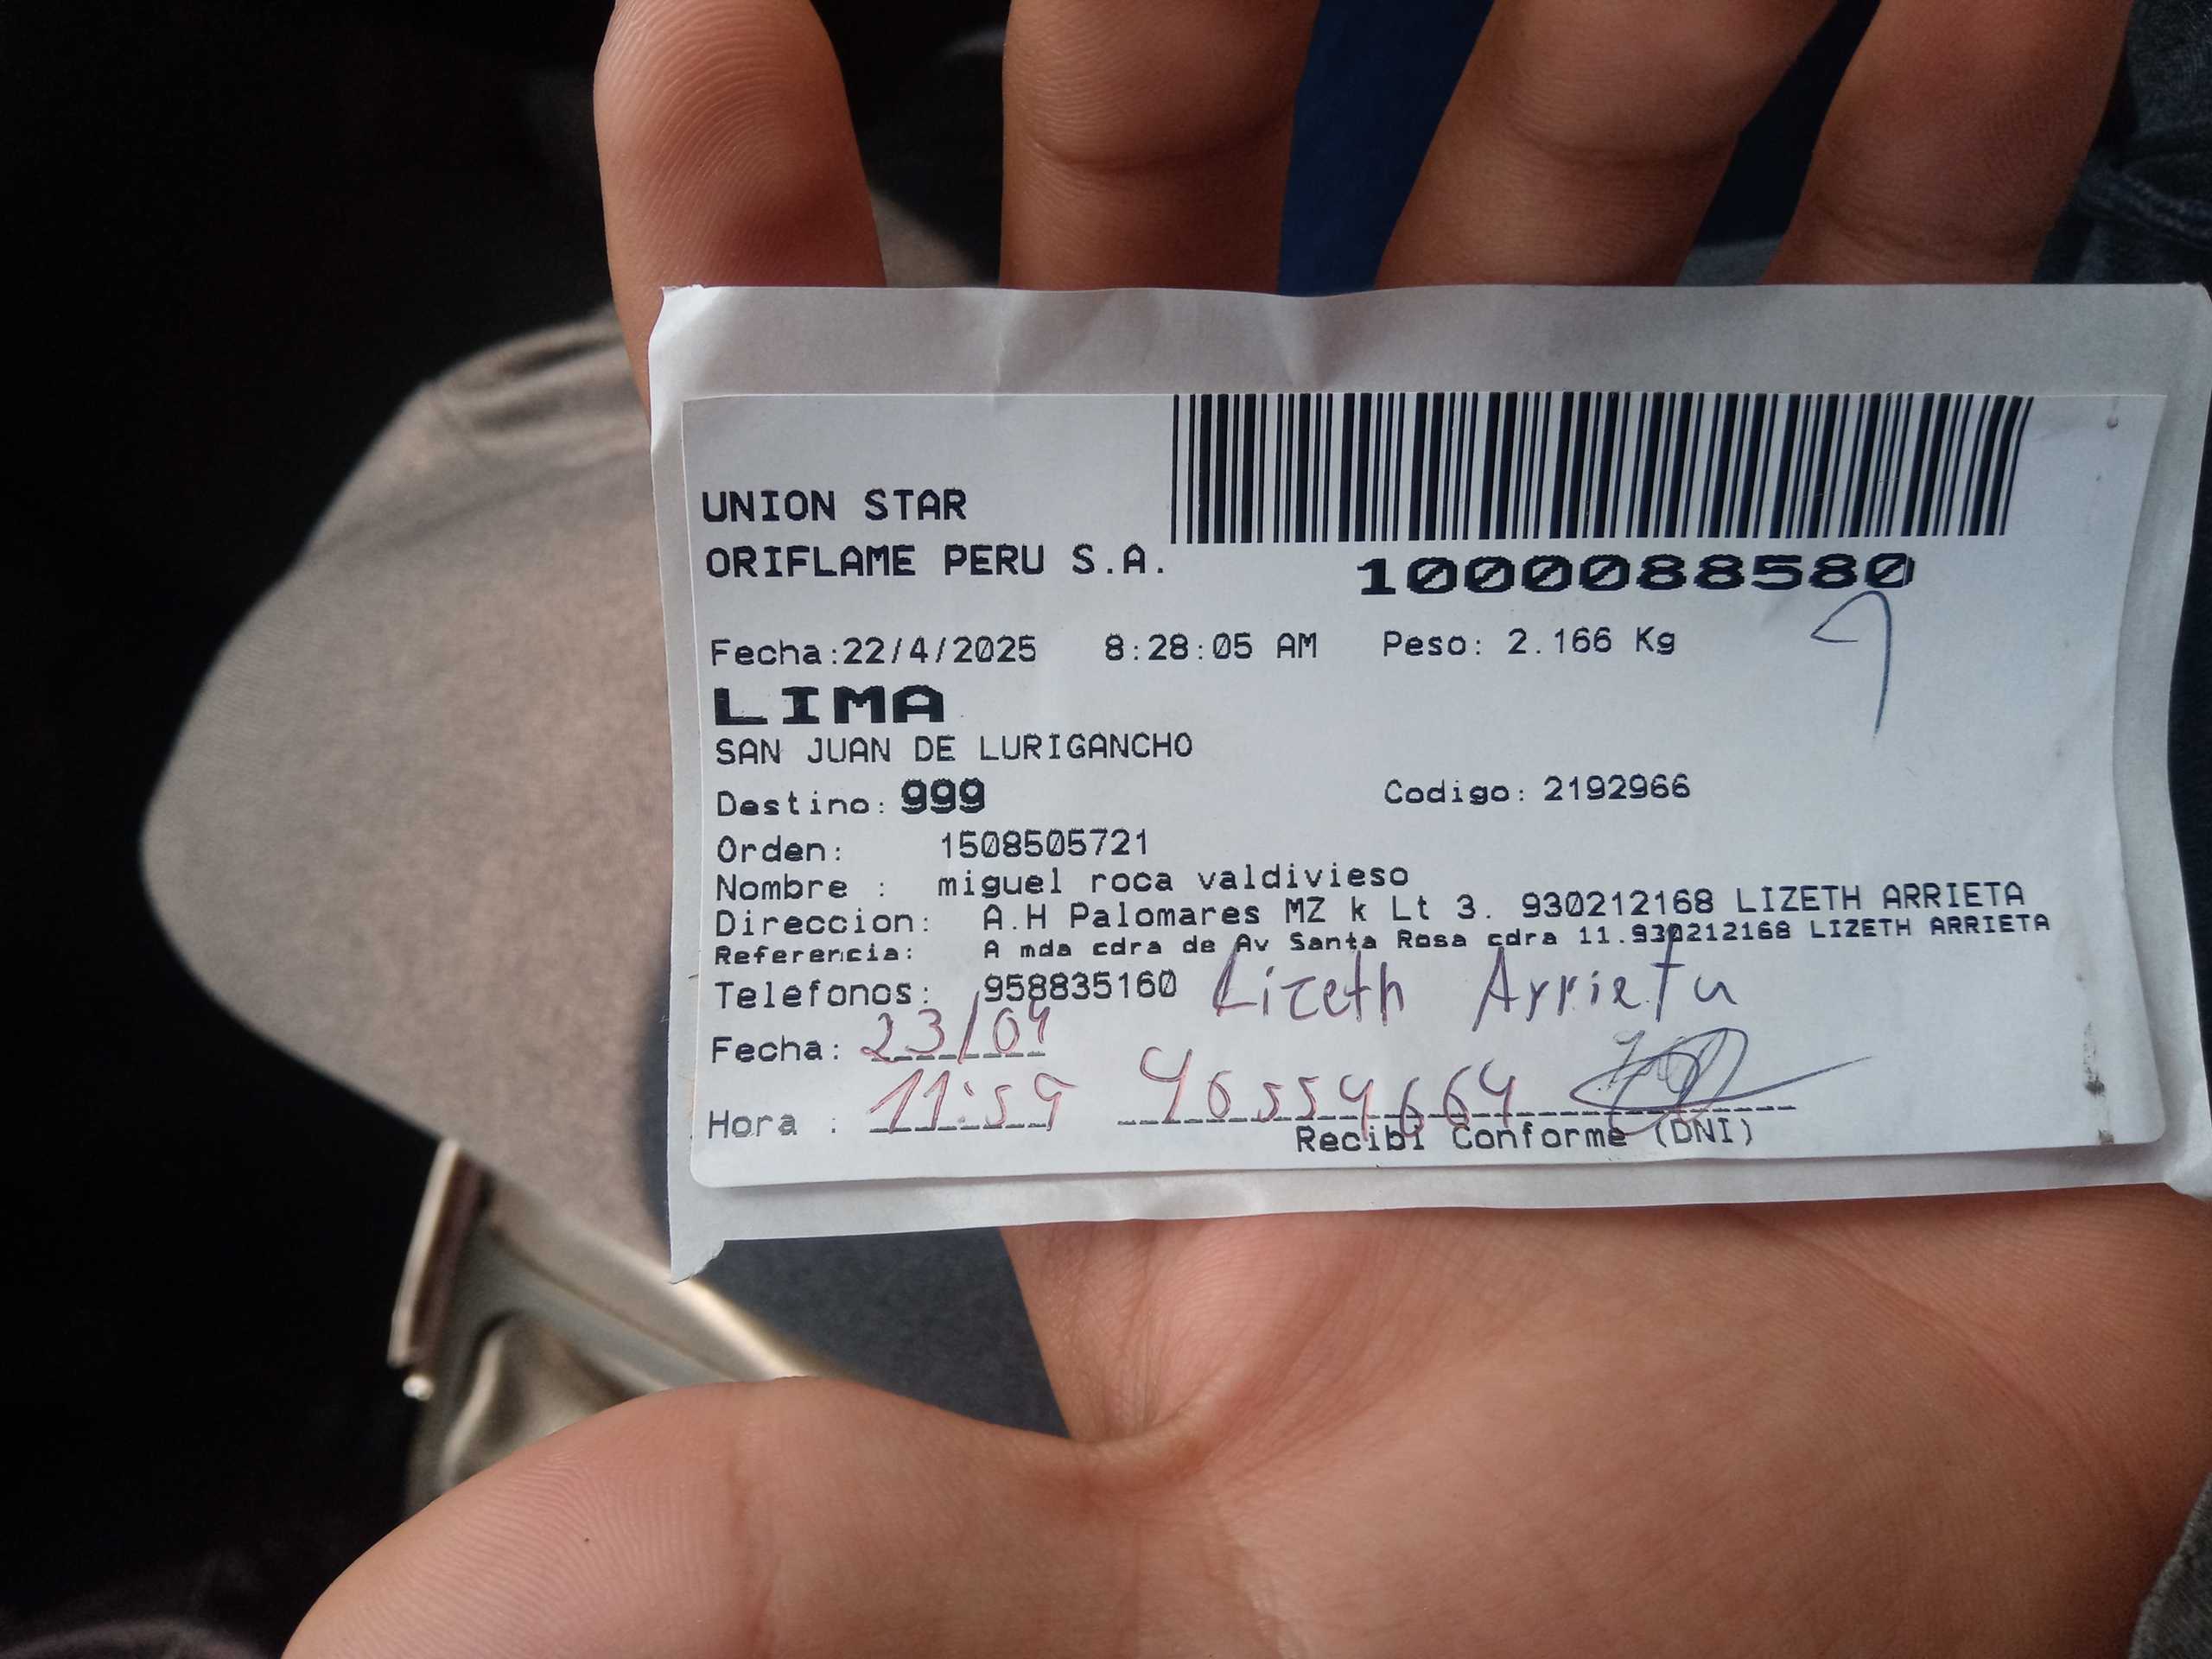 UNION STAR
ORIFLAME PERU S.A.
1000088580
Fecha:22/4/2025 8:28:05 AM Peso: 2.166 Kg
LIMA
SAN JUAN DE LURIGANCHO
Destino: 999 Codigo: 2192966
Orden: 1508505721
Nombre : miguel roca valdivieso
Direccion: A.H Palomares MZ k Lt 3. 930212168 LIZETH ARRIETA
Referencia: A mda cdra de Av Santa Rosa cdra 11.930212168 LIZETH ARRIETA
Telefonos: 958835160 Lizeth Arrieta
Fecha: 23/04
Hora : 11:59 40559664
Recibi Conforme (DNI)